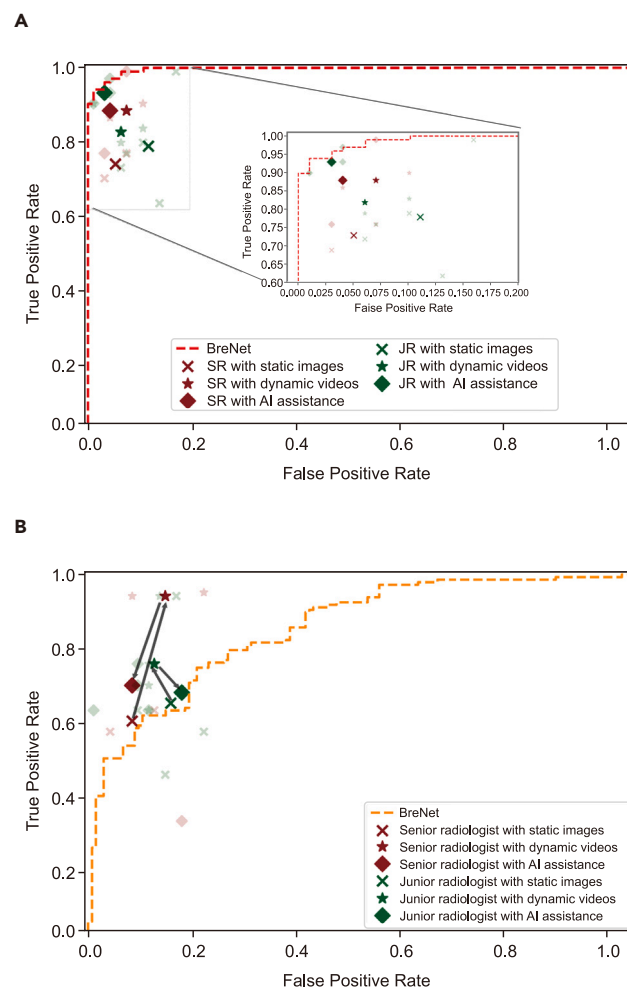 A
1.0
0.8
0.6
0.4
0.2
0.0
True Positive Rate
1.00
0.95
0.90
0.85
0.80
0.75
0.70
0.65
0.60
True Positive Rate
0.000 0.025 0.050 0.075 0.100 0.125 0.150 0.175 0.200
Faise Positive Rate
BreNet
SR with static images
SR with dynamic videos
SR with AI assistance
JR with static images
JR with dynamic videos
JR with AI assistance
0.0 0.2 0.4 0.6 0.8 1.0
False Positive Rate
B
1.0
0.8
0.6
0.4
0.2
0.0
True Positive Rate
BreNet
Senior radiologist with static images
Senior radiologist with dynamic videos
Senior radiologist with AI assistance
Junior radiologist with static images
Junior radiologist with dynamic videos
Junior radiologist with AI assistance
0.0 0.2 0.4 0.6 0.8 1.0
False Positive Rate